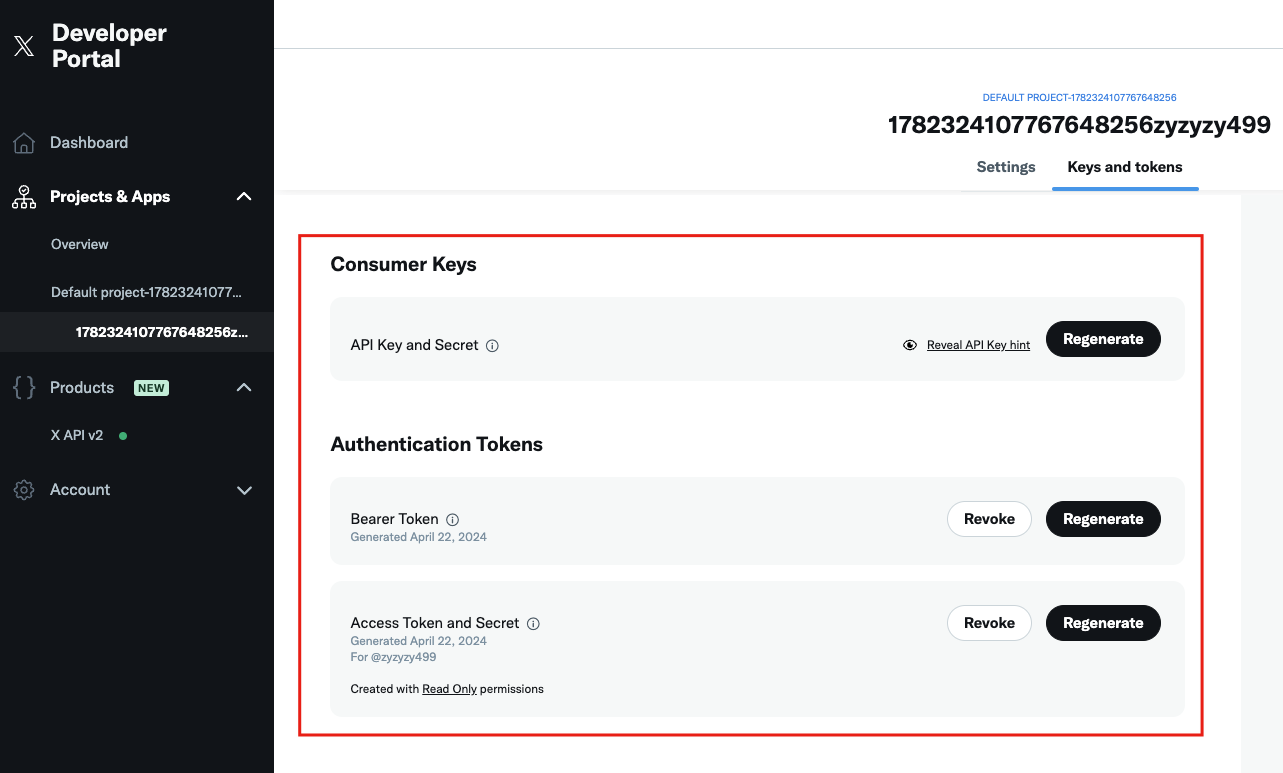 Developer
Portal
Dashboard
Projects & Apps
Overview
Default project-17823241077...
1782324107767648256z...
Products NEW
X API v2
Account
DEFAULT PROJECT-1782324107767648256
1782324107767648256zyzyzy499
Settings Keys and tokens
Consumer Keys
API Key and Secret Reveal API Key hint Regenerate
Authentication Tokens
Bearer Token Revoke Regenerate
Generated April 22, 2024
Access Token and Secret Revoke Regenerate
Generated April 22, 2024
For @zyzyzy499
Created with Read Only permissions